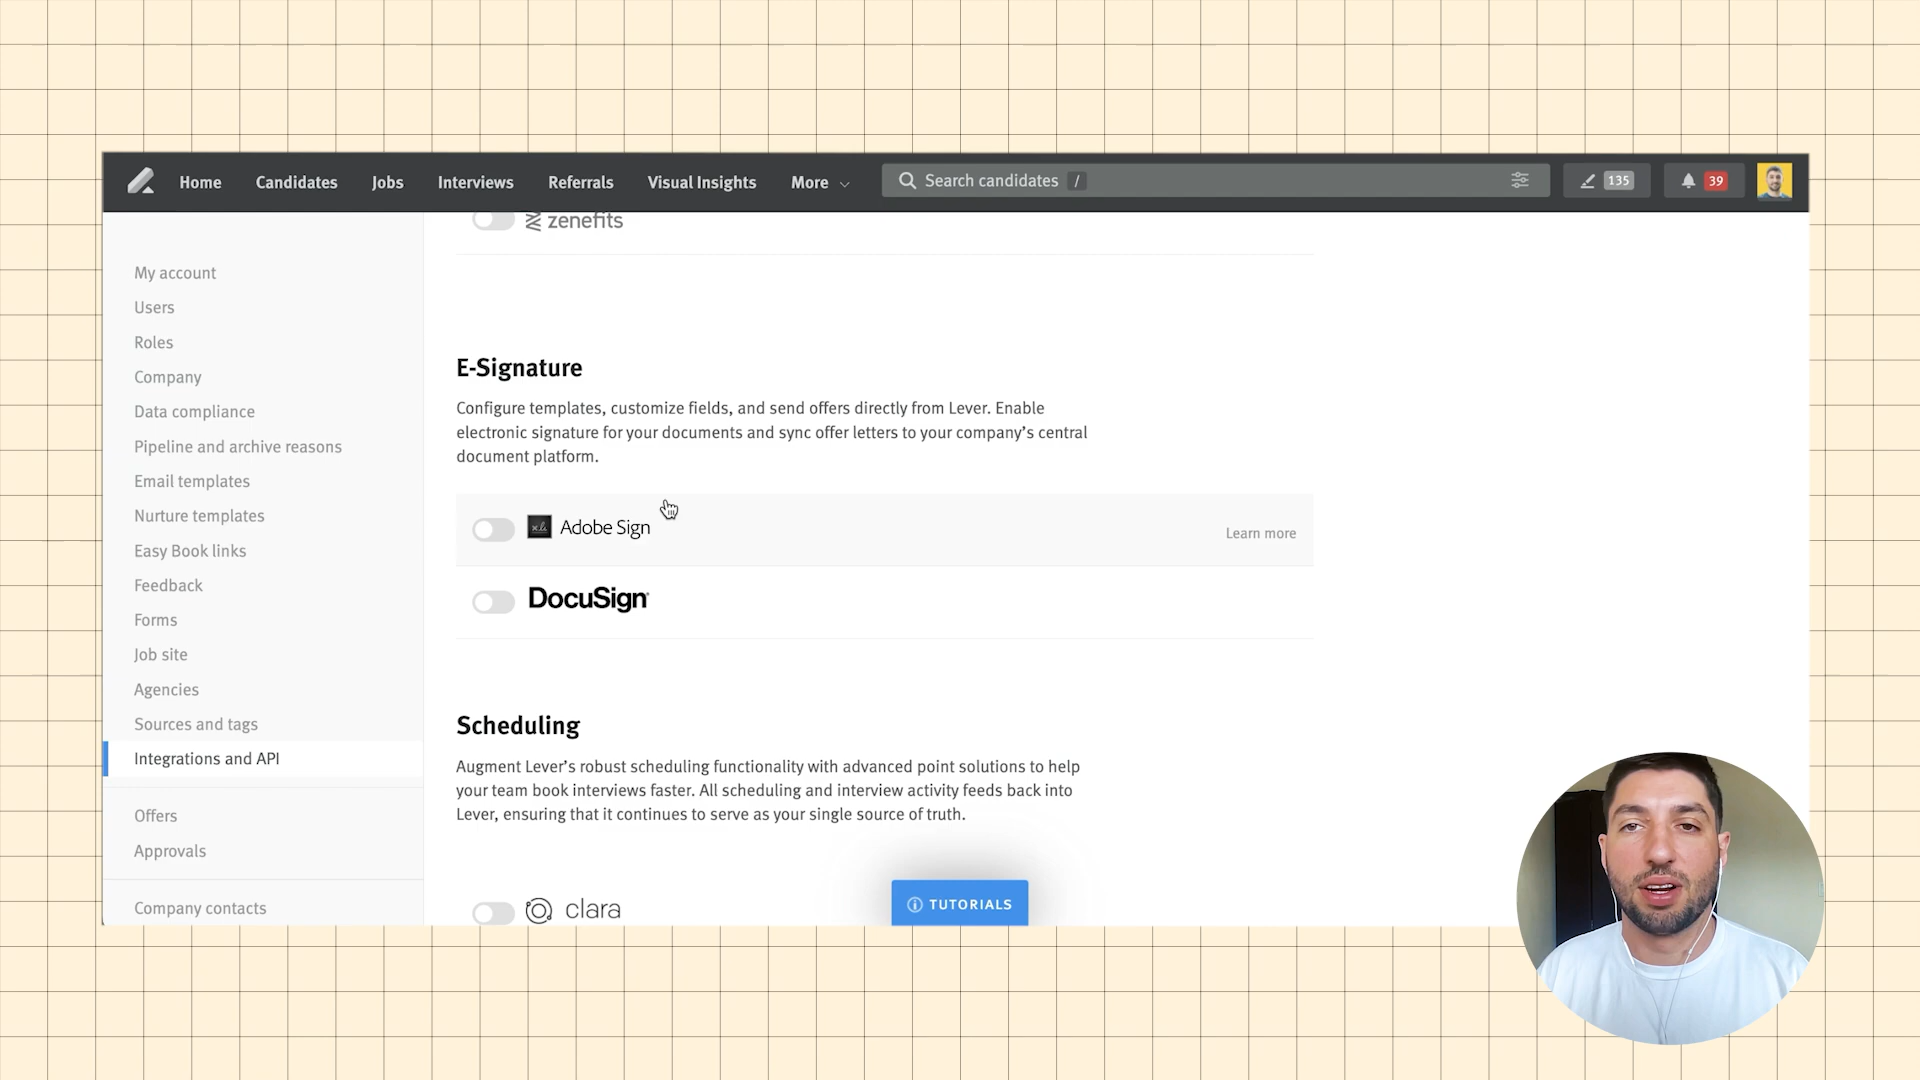 Home Candidates Jobs Interviews Referrals Visual Insights More Search candidates / 135 39
zenefits
My account
Users
Roles
Company
Data compliance
Pipeline and archive reasons
Email templates
Nurture templates
Easy Book links
Feedback
Forms
Job site
Agencies
Sources and tags
Integrations and API
Offers
Approvals
Company contacts
E-Signature
Configure templates, customize fields, and send offers directly from Lever. Enable
electronic signature for your documents and sync offer letters to your company’s central
document platform.
Adobe Sign Learn more
DocuSign
Scheduling
Augment Lever’s robust scheduling functionality with advanced point solutions to help
your team book interviews faster. All scheduling and interview activity feeds back into
Lever, ensuring that it continues to serve as your single source of truth.
clara
TUTORIALS